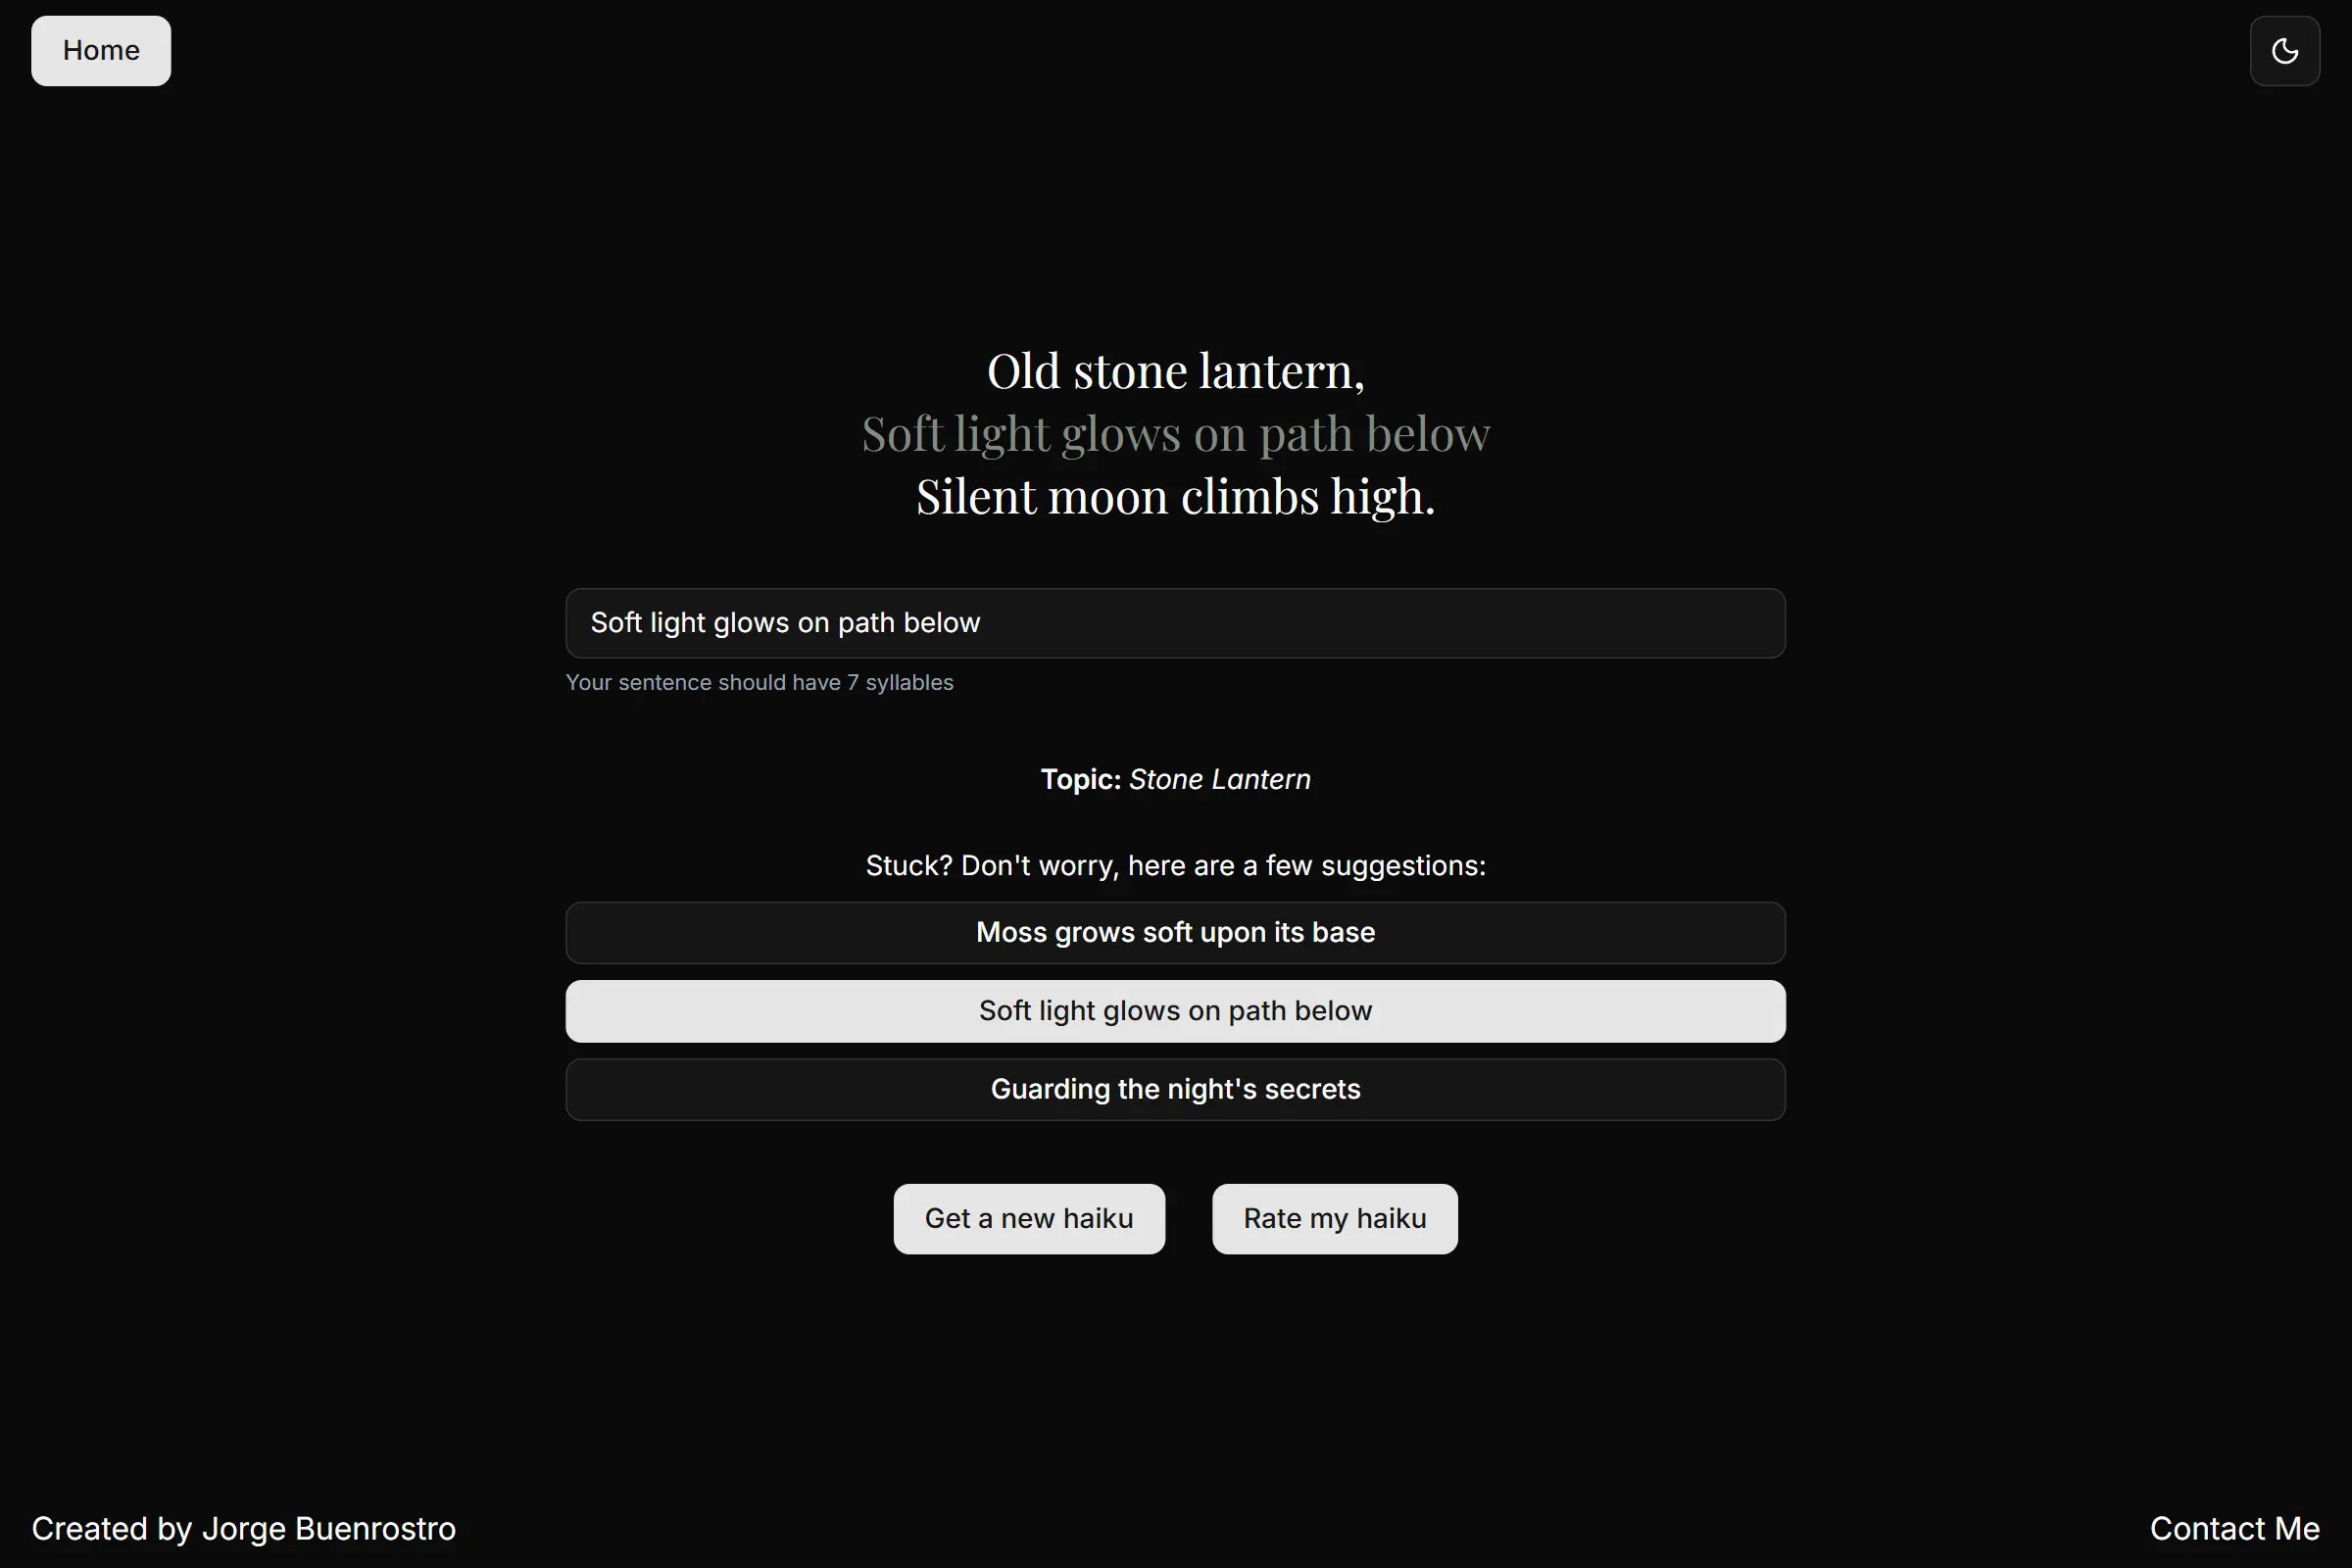 Home
Old stone lantern,
Soft light glows on path below
Silent moon climbs high.
Soft light glows on path below
Your sentence should have 7 syllables
Topic: Stone Lantern
Stuck? Don't worry, here are a few suggestions:
Moss grows soft upon its base
Soft light glows on path below
Guarding the night's secrets
Get a new haiku
Rate my haiku
Created by Jorge Buenrostro
Contact Me